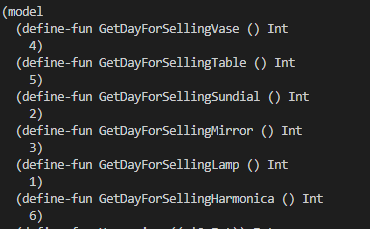 (model
  (define-fun GetDayForSellingVase () Int
    4)
  (define-fun GetDayForSellingTable () Int
    5)
  (define-fun GetDayForSellingSundial () Int
    2)
  (define-fun GetDayForSellingMirror () Int
    3)
  (define-fun GetDayForSellingLamp () Int
    1)
  (define-fun GetDayForSellingHarmonica () Int
    6)